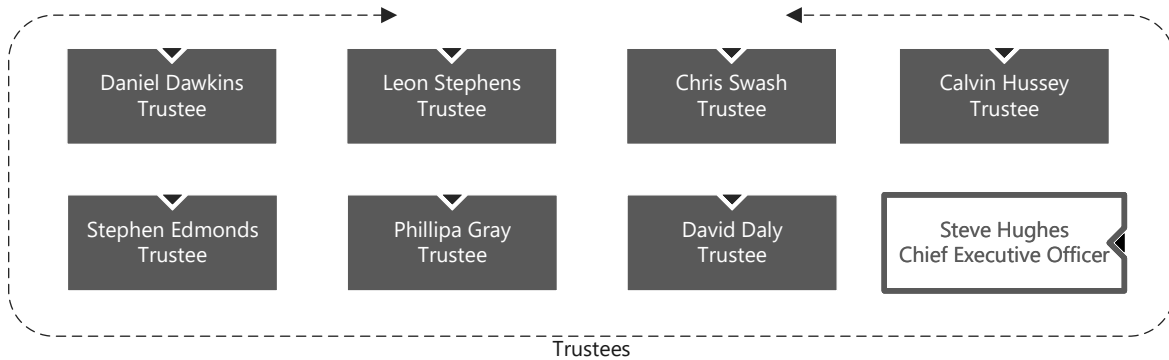 Daniel Dawkins
Trustee
Leon Stephens
Trustee
Chris Swash
Trustee
Calvin Hussey
Trustee
Stephen Edmonds
Trustee
Phillipa Gray
Trustee
David Daly
Trustee
Steve Hughes
Chief Executive Officer
Trustees